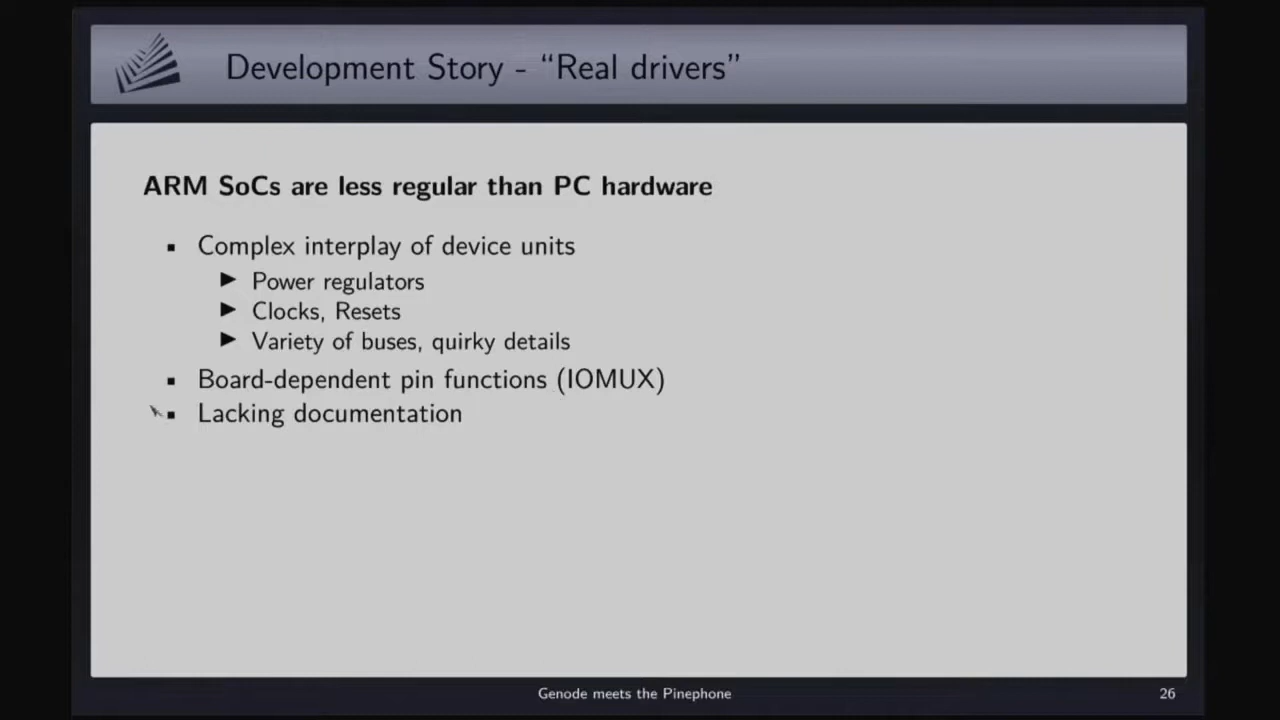 Development Story - “Real drivers”
ARM SoCs are less regular than PC hardware
▪ Complex interplay of device units
▶ Power regulators
▶ Clocks, Resets
▶ Variety of buses, quirky details
▪ Board-dependent pin functions (IOMUX)
▪ Lacking documentation
Genode meets the Pinephone
26